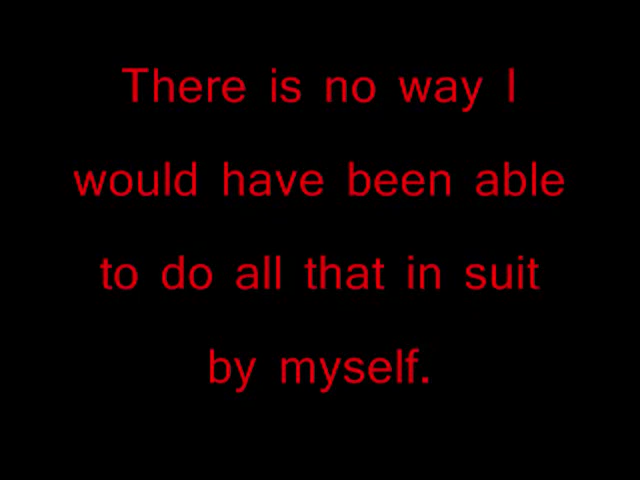 There is no way I
would have been able
to do all that in suit
by myself.